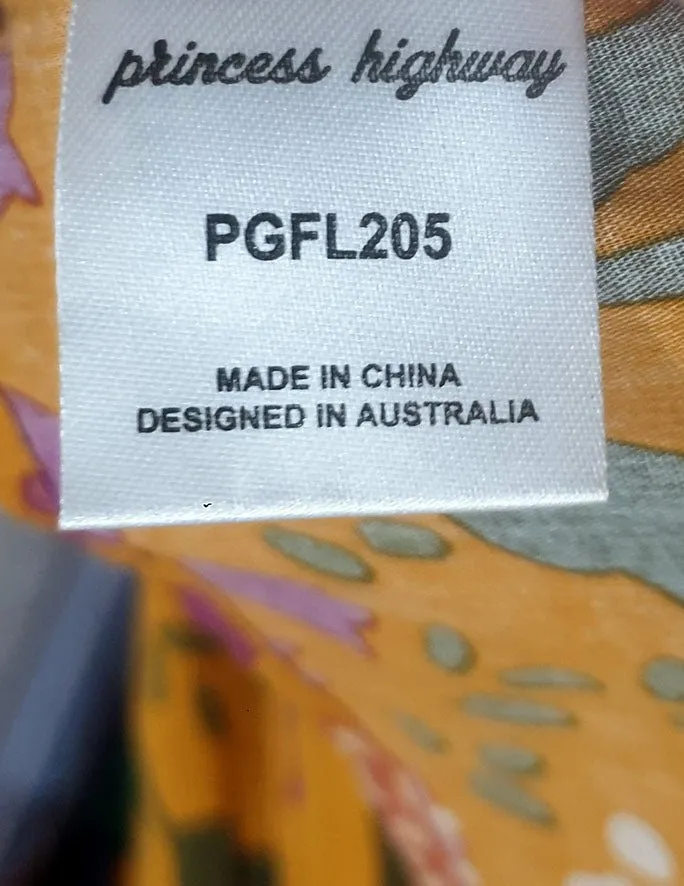 princess highway
PGFL205
MADE IN CHINA
DESIGNED IN AUSTRALIA